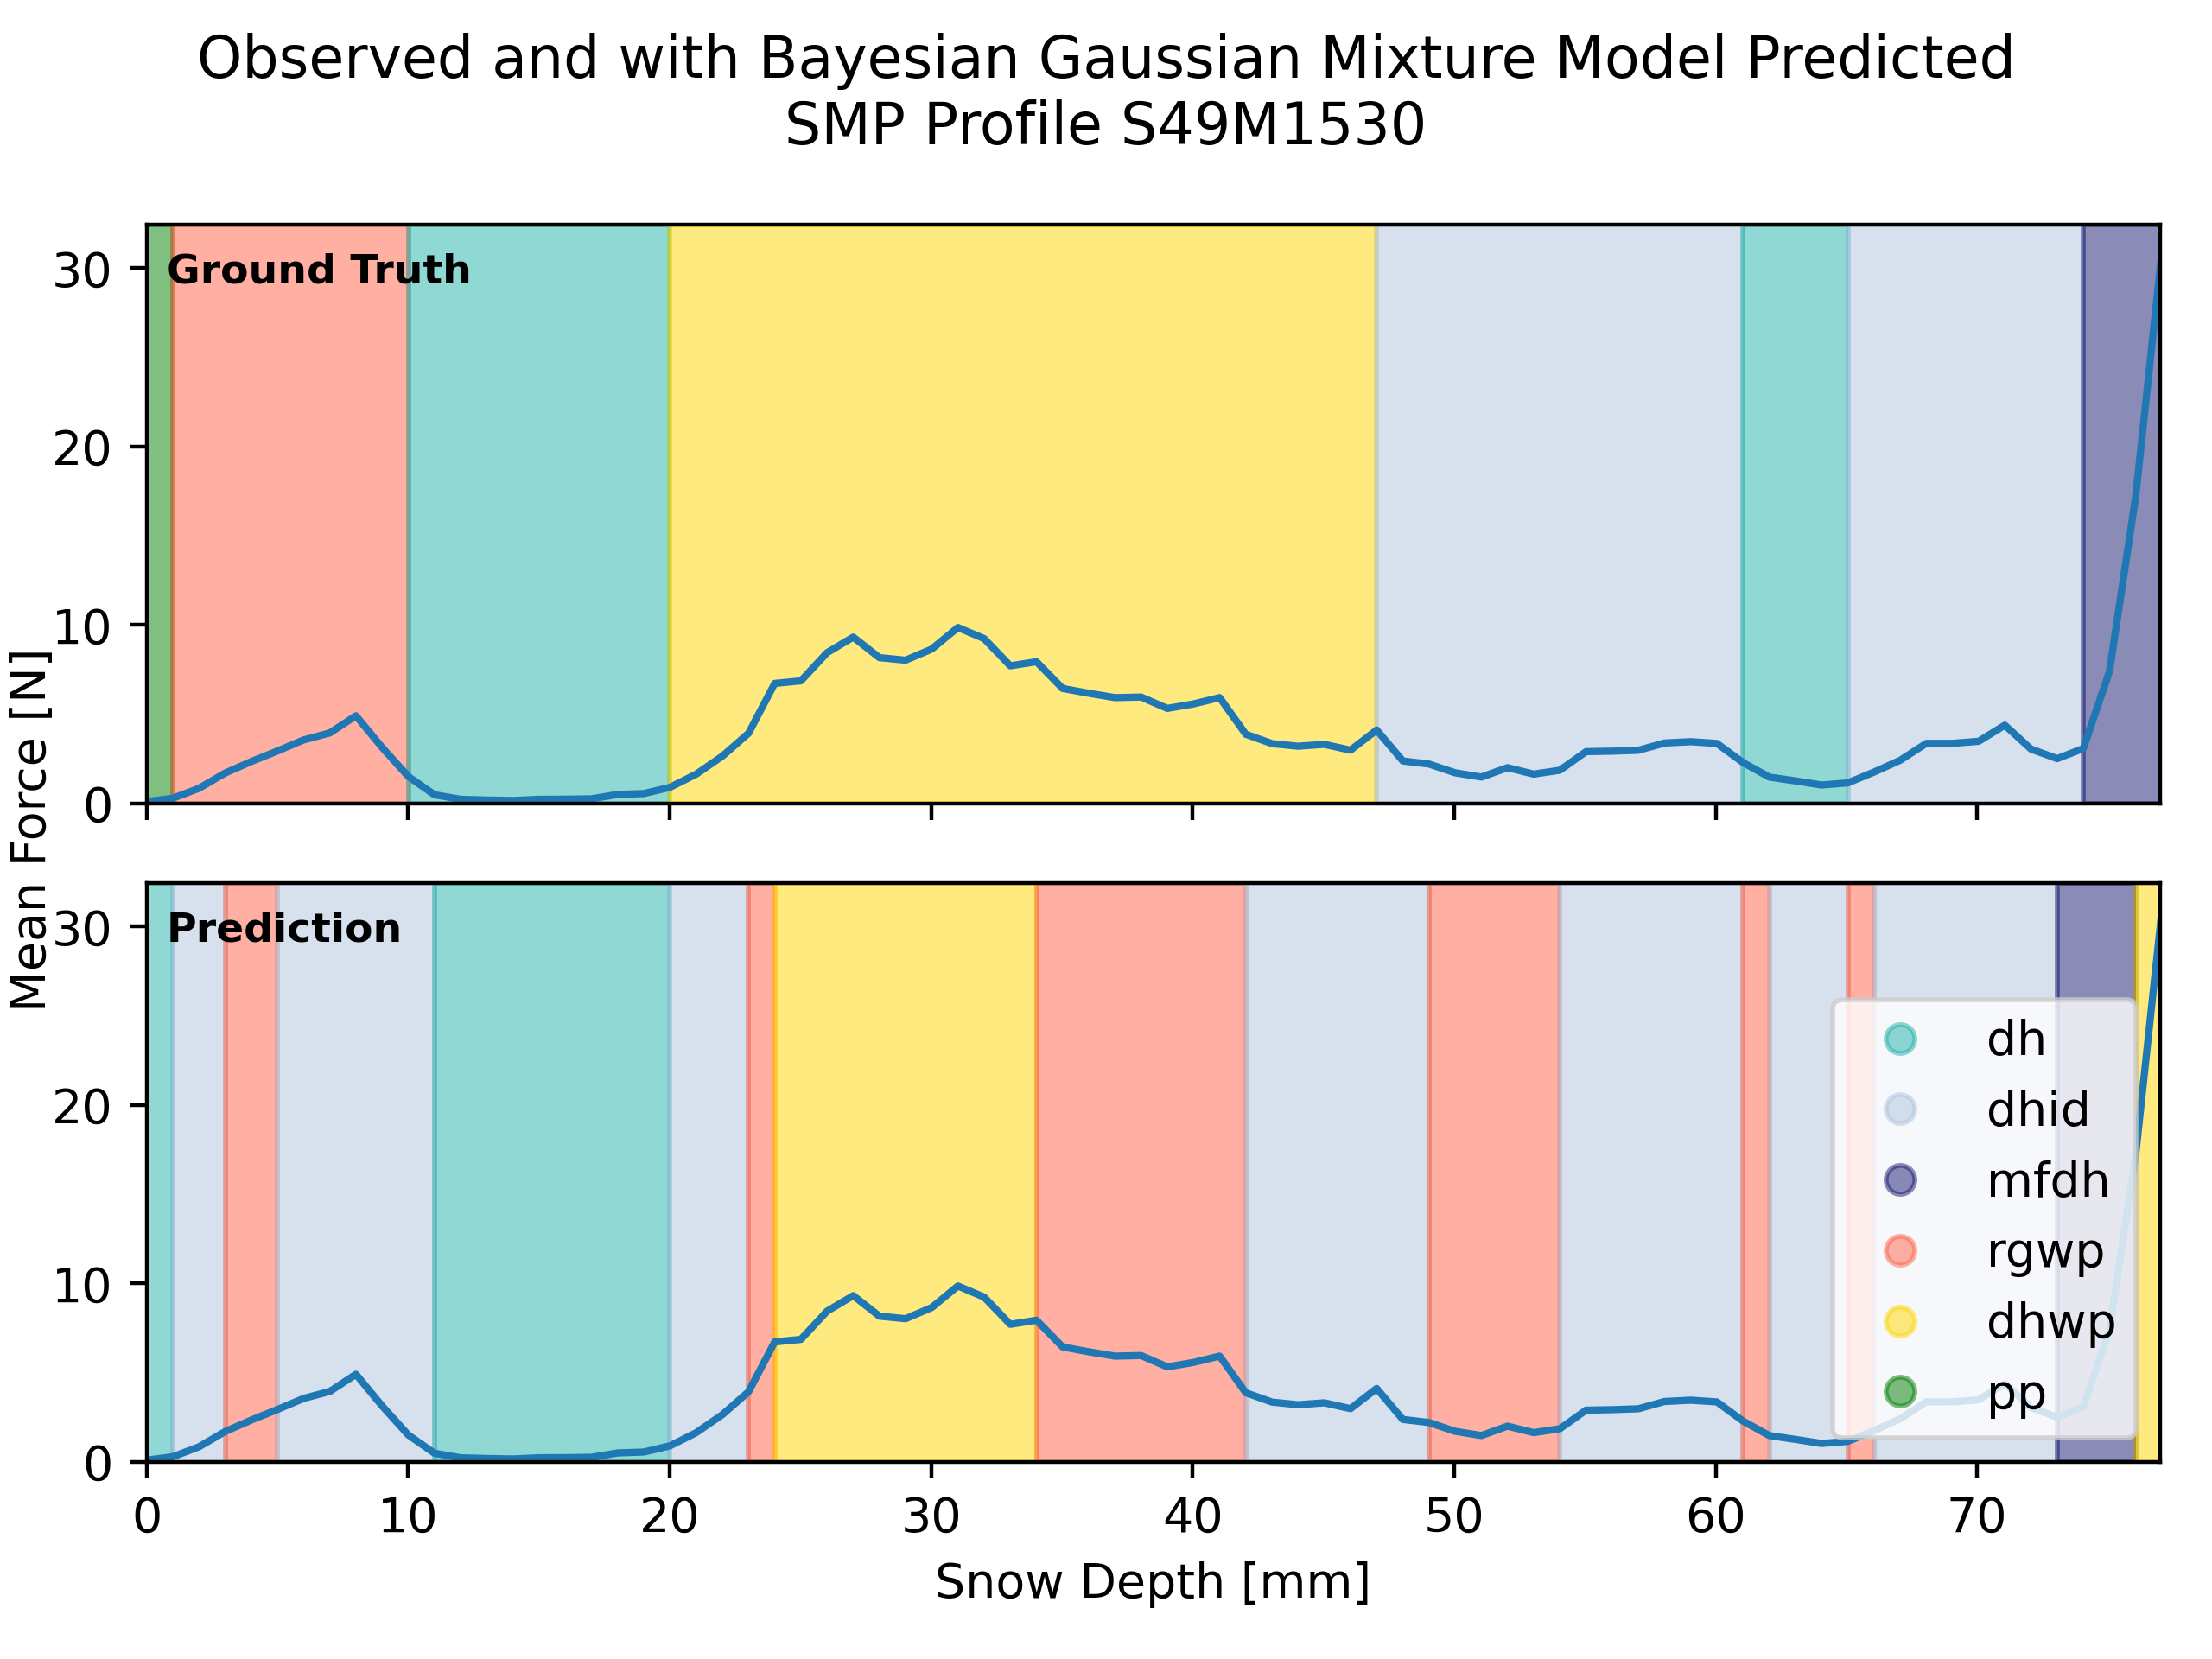 Observed and with Bayesian Gaussian Mixture Model Predicted
SMP Profile S49M1530
Mean Force [N]
30
20
10
0
Ground Truth
30
20
10
0
Prediction
dh
dhid
mfdh
rgwp
dhwp
pp
0 10 20 30 40 50 60 70
Snow Depth [mm]